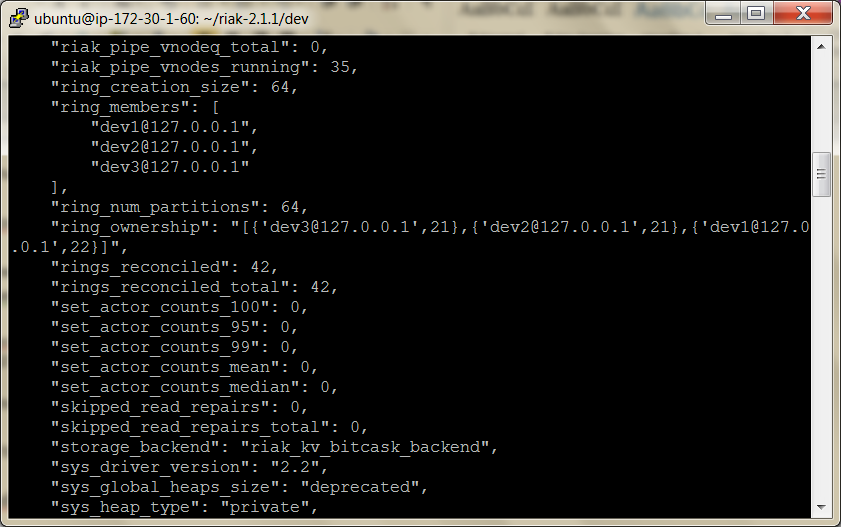 ubuntu@ip-172-30-1-60: ~/riak-2.1.1/dev
    "riak_pipe_vnodeq_total": 0,
    "riak_pipe_vnodes_running": 35,
    "ring_creation_size": 64,
    "ring_members": [
        "dev1@127.0.0.1",
        "dev2@127.0.0.1",
        "dev3@127.0.0.1"
    ],
    "ring_num_partitions": 64,
    "ring_ownership": "[{'dev3@127.0.0.1',21},{'dev2@127.0.0.1',21},{'dev1@127.0
.0.1',22}]",
    "rings_reconciled": 42,
    "rings_reconciled_total": 42,
    "set_actor_counts_100": 0,
    "set_actor_counts_95": 0,
    "set_actor_counts_99": 0,
    "set_actor_counts_mean": 0,
    "set_actor_counts_median": 0,
    "skipped_read_repairs": 0,
    "skipped_read_repairs_total": 0,
    "storage_backend": "riak_kv_bitcask_backend",
    "sys_driver_version": "2.2",
    "sys_global_heaps_size": "deprecated",
    "sys_heap_type": "private",